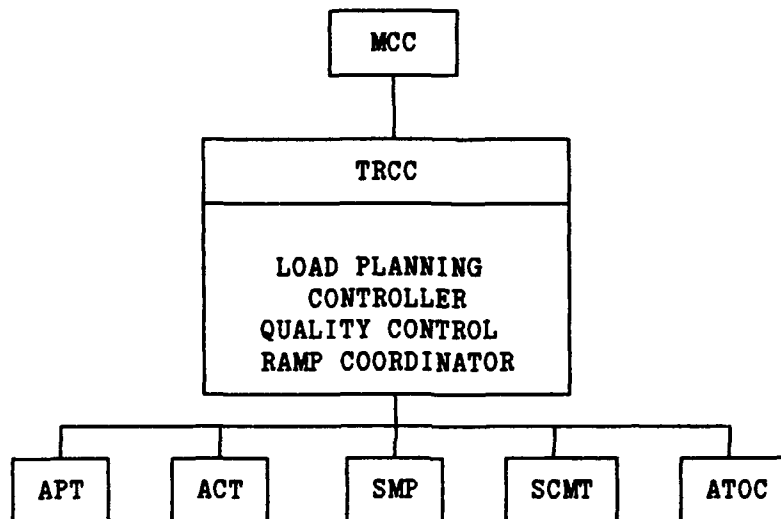 MCC
TRCC
LOAD PLANNING
CONTROLLER
QUALITY CONTROL
RAMP COORDINATOR
APT ACT SMP SCMT ATOC